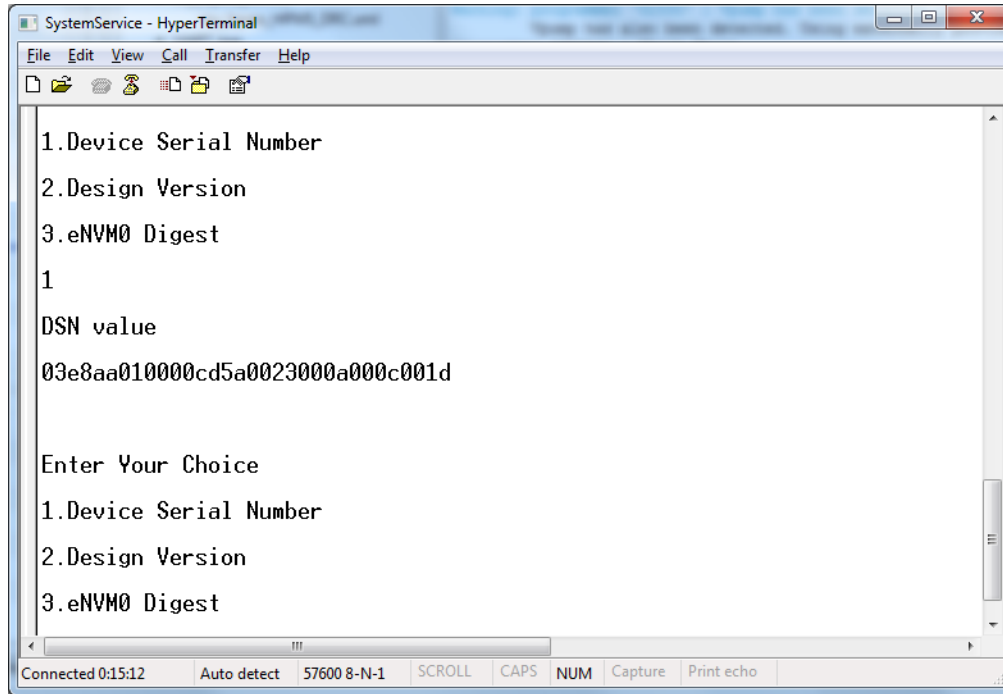 SystemService - HyperTerminal
File Edit View Call Transfer Help
1.Device Serial Number
2.Design Version
3.eNVM0 Digest
1
DSN value
03e8aa010000cd5a0023000a000c001d
Enter Your Choice
1.Device Serial Number
2.Design Version
3.eNVM0 Digest
Connected 0:15:12 Auto detect 57600 8-N-1 SCROLL CAPS NUM Capture Print echo